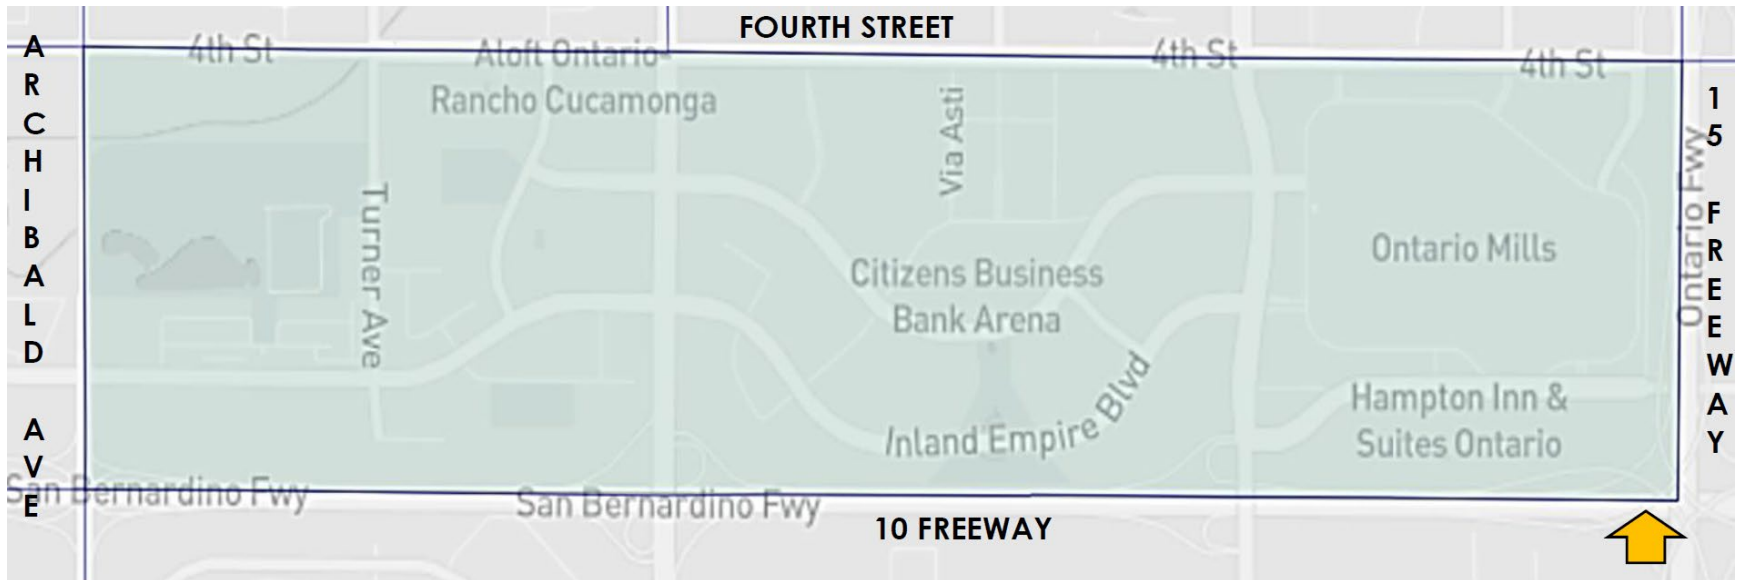 FOURTH STREET
4th St
Aloft Ontario-
Rancho Cucamonga
4th St
4th St
ARCHIBALD AVE
15 FREEWAY
Via Asti
Turner Ave
Ontario Fwy
Ontario Mills
Citizens Business
Bank Arena
Inland Empire Blvd
Hampton Inn &
Suites Ontario
San Bernardino Fwy
San Bernardino Fwy
10 FREEWAY